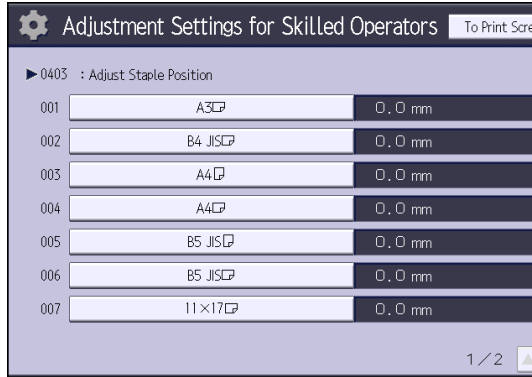 Adjustment Settings for Skilled Operators To Print Scre
▶ 0403 : Adjust Staple Position
001 A3 0.0 mm
002 B4 JIS 0.0 mm
003 A4 0.0 mm
004 A4 0.0 mm
005 B5 JIS 0.0 mm
006 B5 JIS 0.0 mm
007 11×17 0.0 mm
1/2